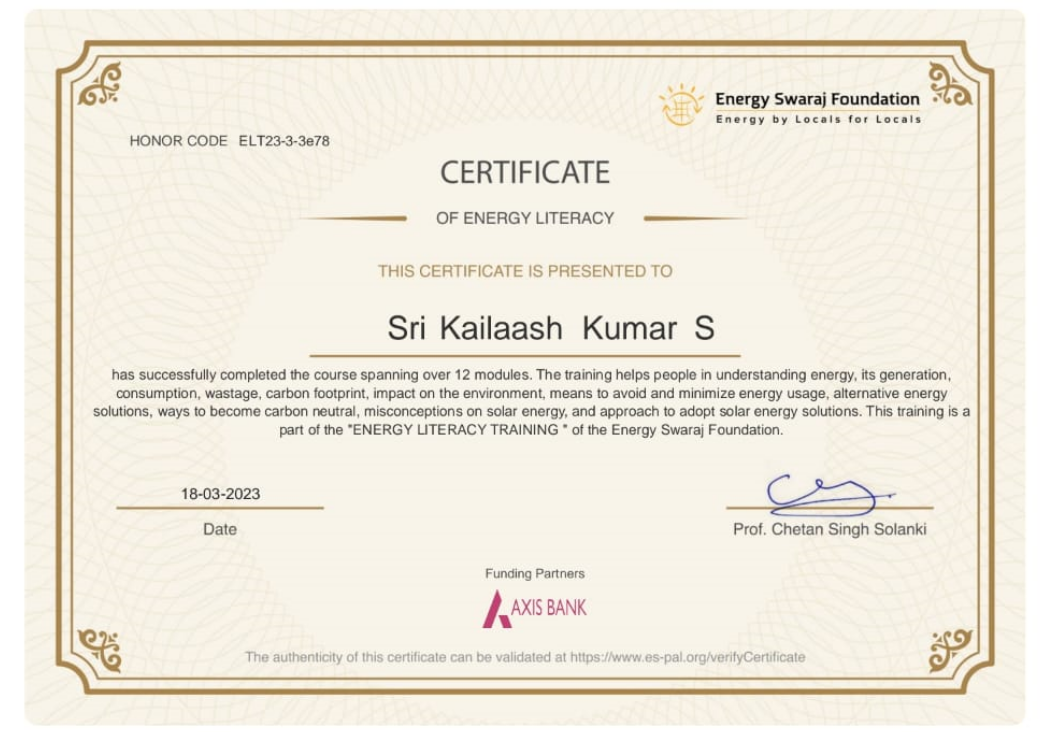 Energy Swaraj Foundation
Energy by Locals for Locals
HONOR CODE ELT23-3-3e78
CERTIFICATE
OF ENERGY LITERACY
THIS CERTIFICATE IS PRESENTED TO
Sri Kailaash Kumar S
has successfully completed the course spanning over 12 modules. The training helps people in understanding energy, its generation,
consumption, wastage, carbon footprint, impact on the environment, means to avoid and minimize energy usage, alternative energy
solutions, ways to become carbon neutral, misconceptions on solar energy, and approach to adopt solar energy solutions. This training is a
part of the "ENERGY LITERACY TRAINING " of the Energy Swaraj Foundation.
18-03-2023
Date
Prof. Chetan Singh Solanki
Funding Partners
AXIS BANK
The authenticity of this certificate can be validated at https://www.es-pal.org/verifyCertificate